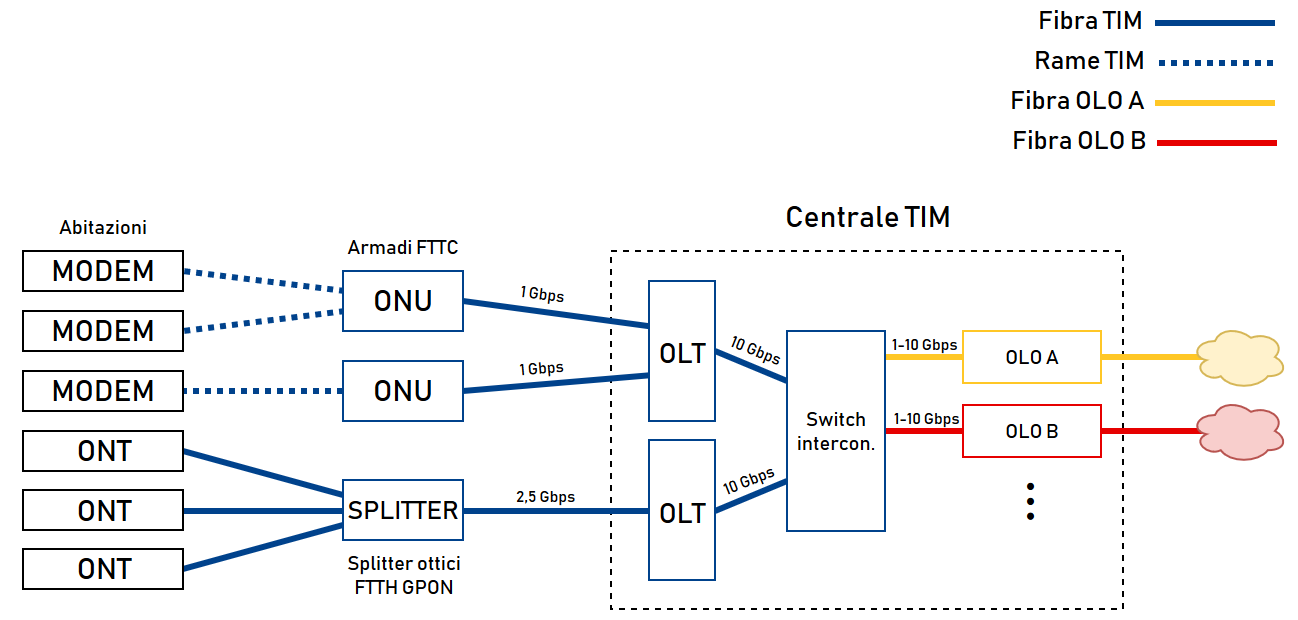 Fibra TIM
Rame TIM
Fibra OLO A
Fibra OLO B
Centrale TIM
Abitazioni
Armadi FTTC
MODEM
MODEM
MODEM
ONT
ONT
ONT
ONU
ONU
SPLITTER
Splitter ottici
FTTH GPON
1 Gbps
1 Gbps
2,5 Gbps
OLT
OLT
10 Gbps
10 Gbps
Switch
intercon.
1-10 Gbps
1-10 Gbps
OLO A
OLO B